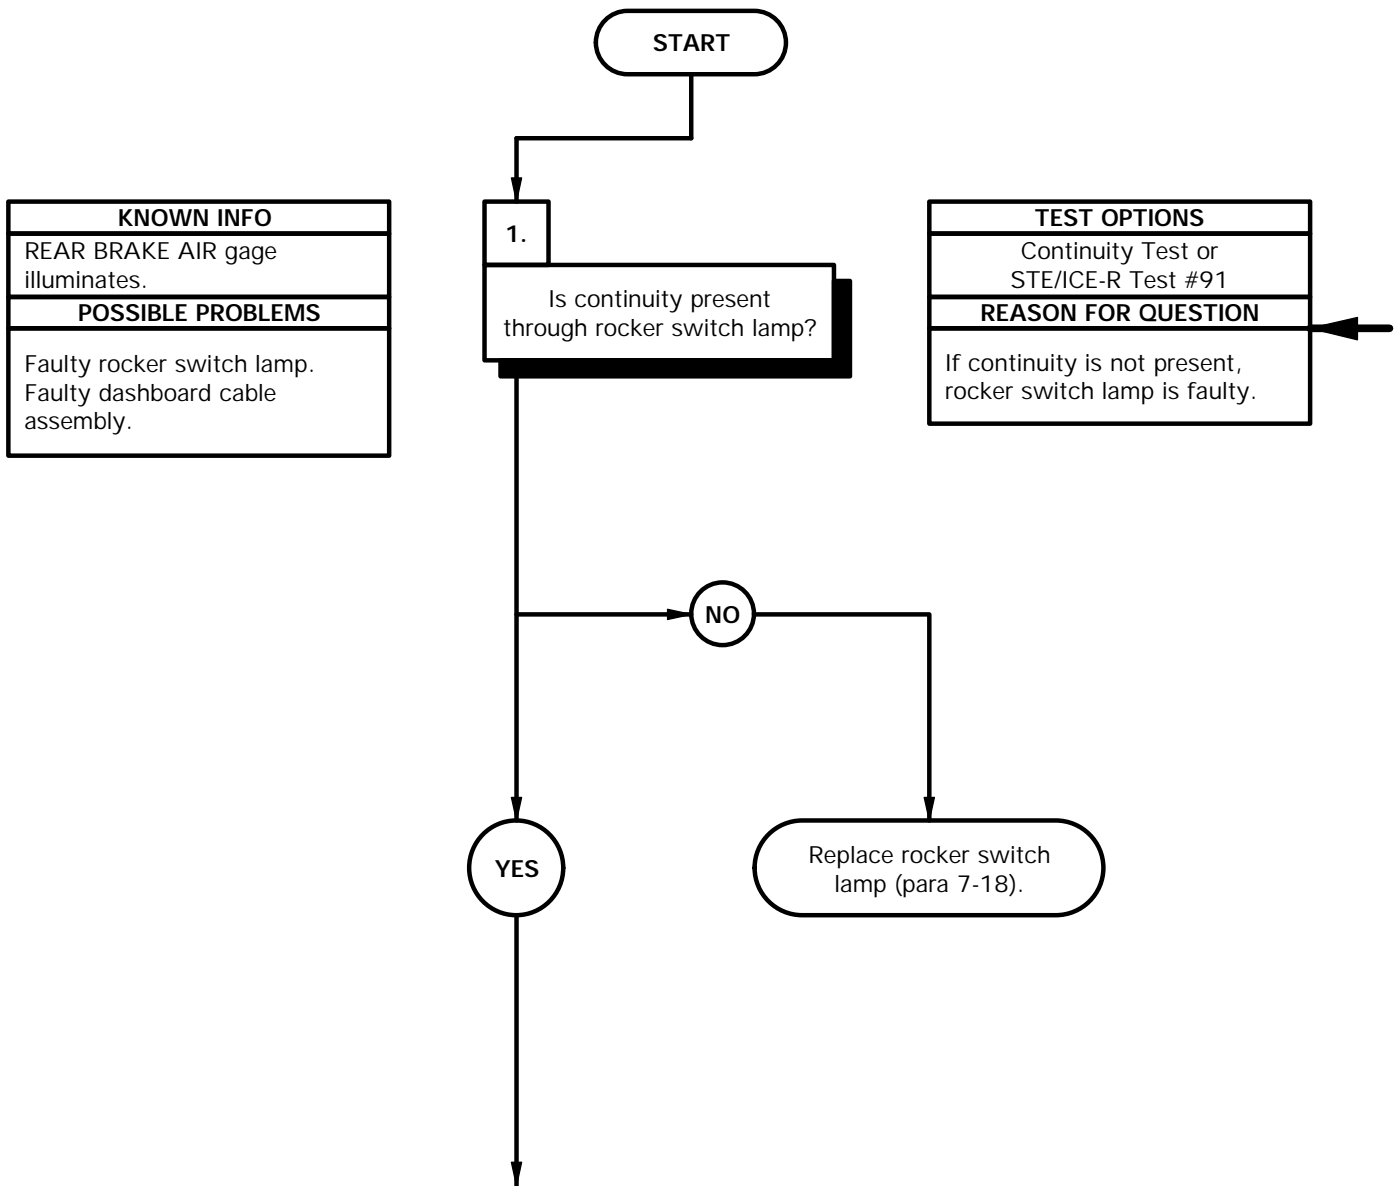 START
KNOWN INFO
REAR BRAKE AIR gage
illuminates.
POSSIBLE PROBLEMS
Faulty rocker switch lamp.
Faulty dashboard cable
assembly.
1.
Is continuity present
through rocker switch lamp?
TEST OPTIONS
Continuity Test or
STE/ICE-R Test #91
REASON FOR QUESTION
If continuity is not present,
rocker switch lamp is faulty.
NO
YES
Replace rocker switch
lamp (para 7-18).